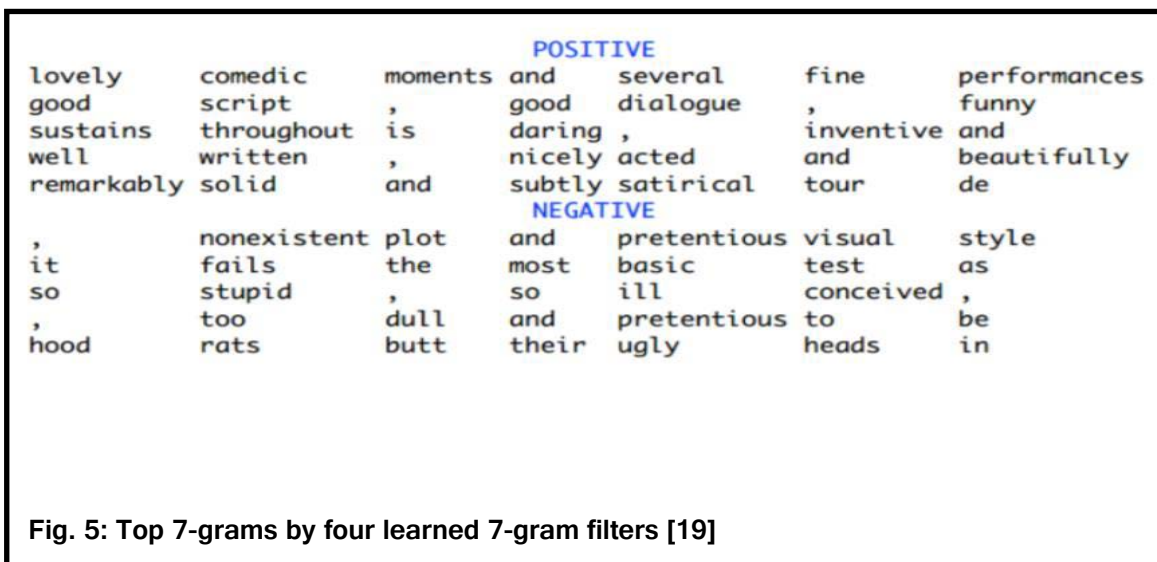 POSITIVE
lovely comedic moments and several fine performances
good script , good dialogue , funny
sustains throughout is daring , inventive and
well written , nicely acted and beautifully
remarkably solid and subtly satirical tour de
NEGATIVE
, nonexistent plot and pretentious visual style
it fails the most basic test as
so stupid , so ill conceived ,
, too dull and pretentious to be
hood rats butt their ugly heads in
Fig. 5: Top 7-grams by four learned 7-gram filters [19]